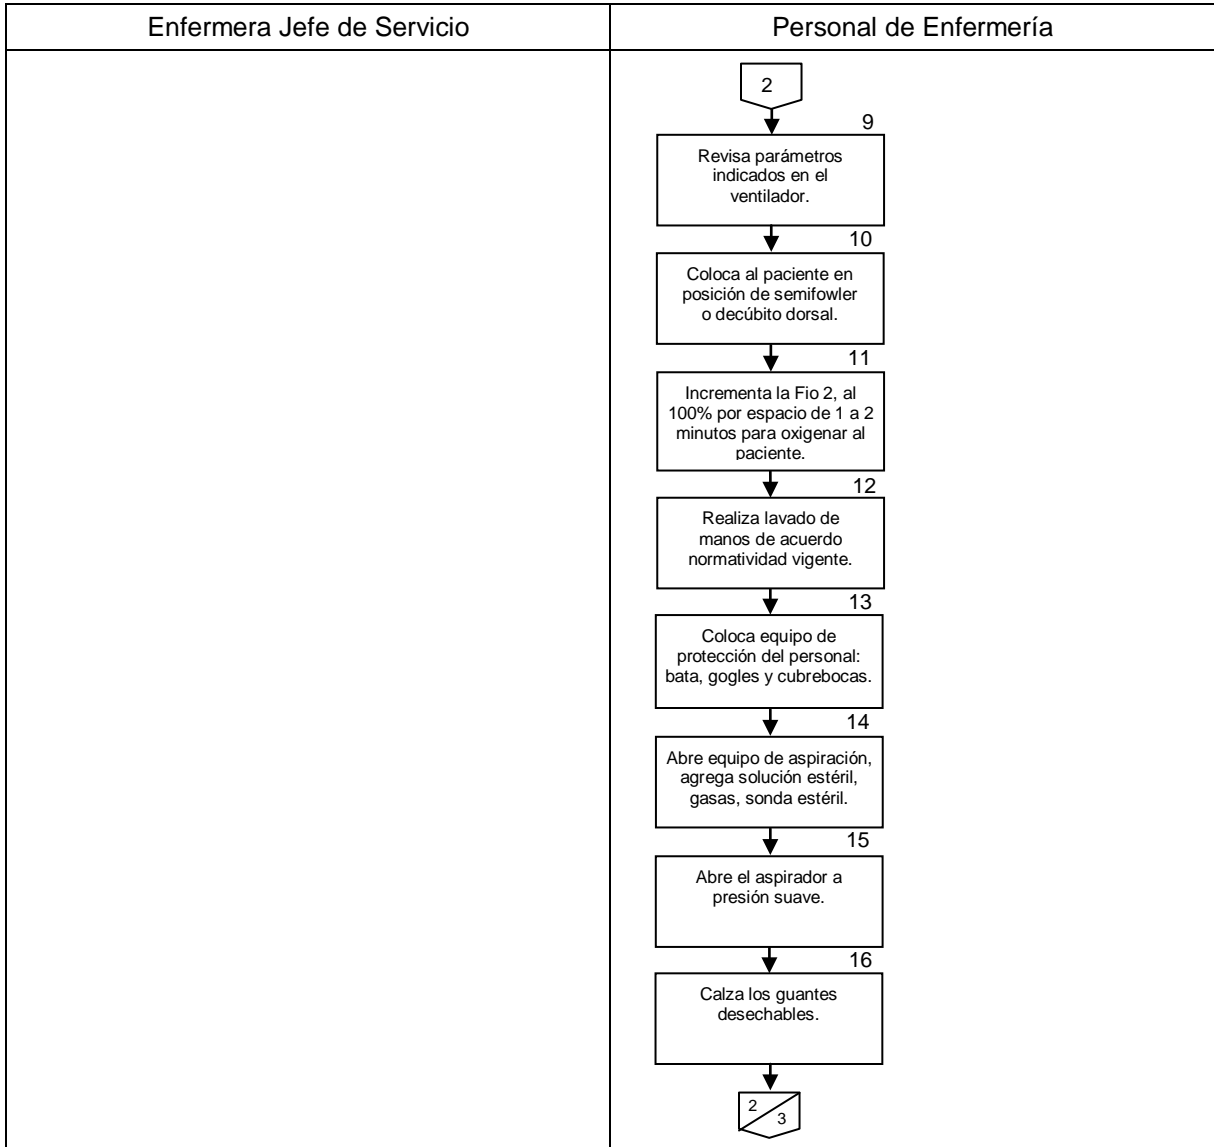 Enfermera Jefe de Servicio
Personal de Enfermería
2
9
Revisa parámetros
indicados en el
ventilador.
10
Coloca al paciente en
posición de semifowler
o decúbito dorsal.
11
Incrementa la Fio 2, al
100% por espacio de 1 a 2
minutos para oxigenar al
paciente.
12
Realiza lavado de
manos de acuerdo
normatividad vigente.
13
Coloca equipo de
protección del personal:
bata, gogles y cubrebocas.
14
Abre equipo de aspiración,
agrega solución estéril,
gasas, sonda estéril.
15
Abre el aspirador a
presión suave.
16
Calza los guantes
desechables.
2
3